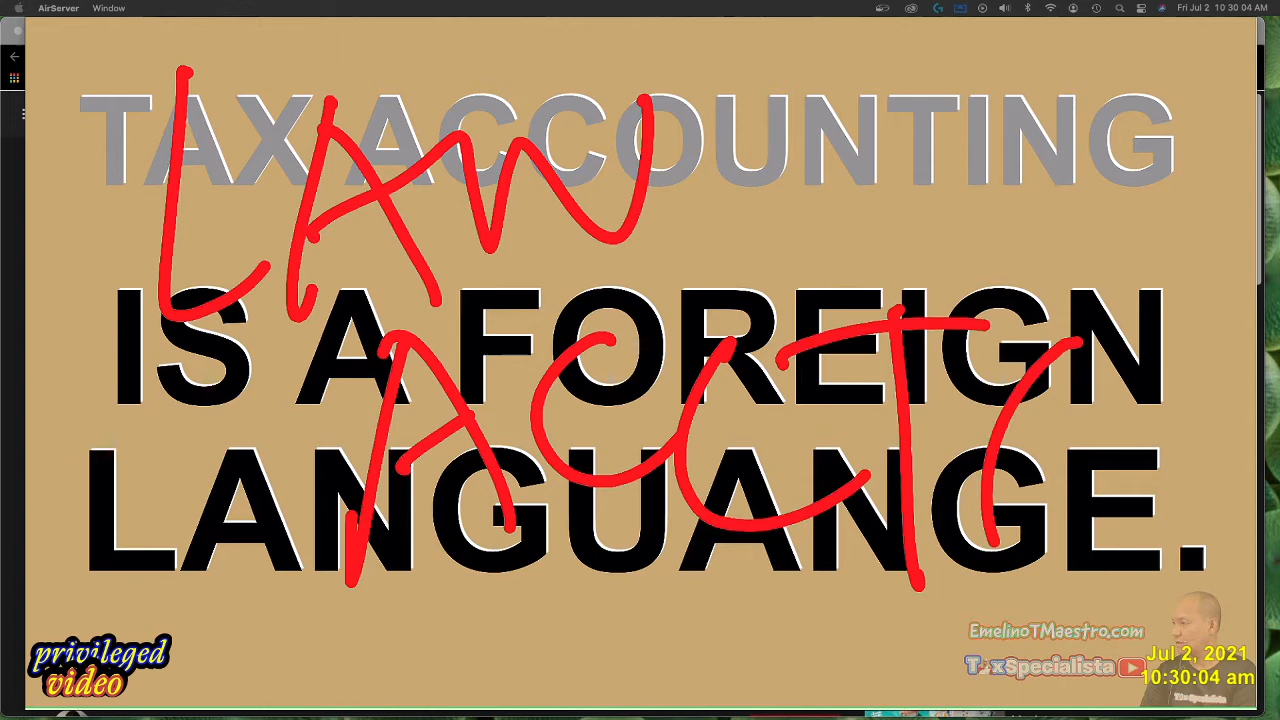 AirServer Window Fri Jul 2 10:30:04 AM
TAX ACCOUNTING
LAW
IS A FOREIGN
ACCT
LANGUANGE.
privileged
video
EmelinoTMaestro.com
TaxSpecialista
Jul 2, 2021
10:30:04 am